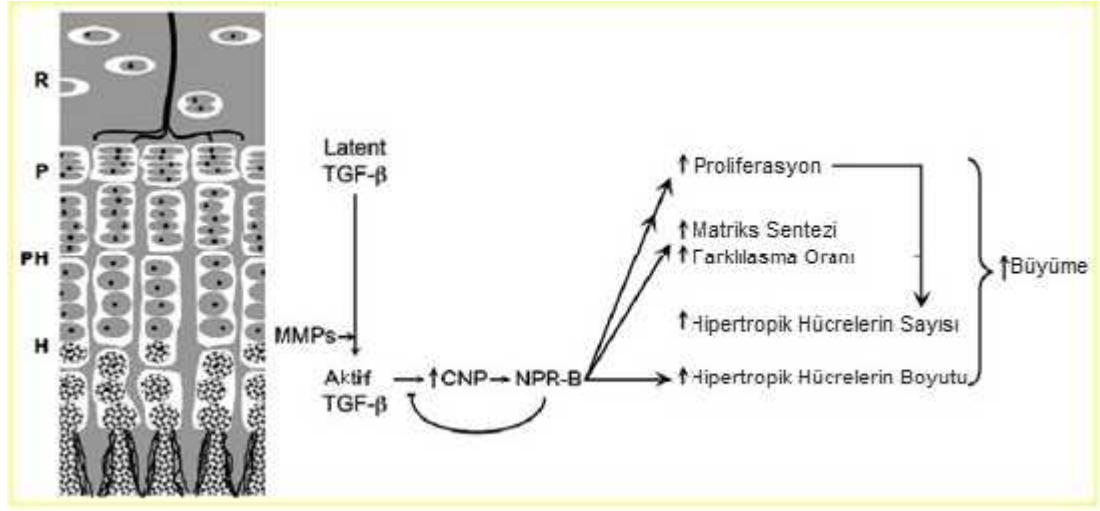 R
P
PH
H
Latent
TGF-β
MMPs
Aktif
TGF-β
↑CNP
NPR-B
↑Proliferasyon
↑Matriks Sentezi
↑Farklılaşma Oranı
↑Hipertropik Hücrelerin Sayısı
↑Hipertropik Hücrelerin Boyutu
↑Büyüme